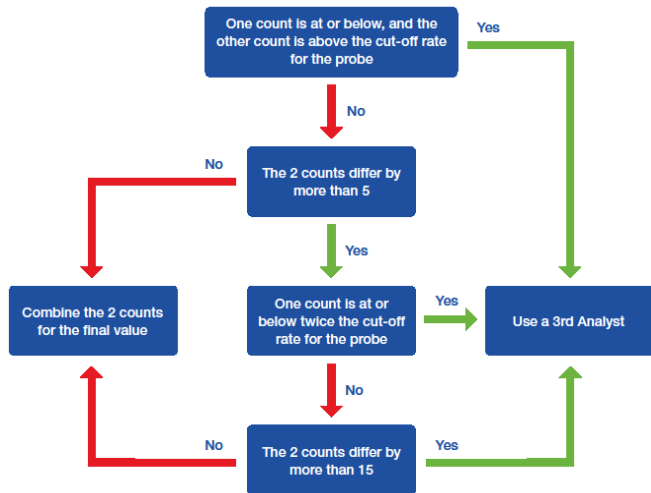 One count is at or below, and the
other count is above the cut-off rate
for the probe
Yes
No
No
The 2 counts differ by
more than 5
Yes
Combine the 2 counts
for the final value
One count is at or
below twice the cut-off
rate for the probe
Yes
Use a 3rd Analyst
No
No
The 2 counts differ by
more than 15
Yes